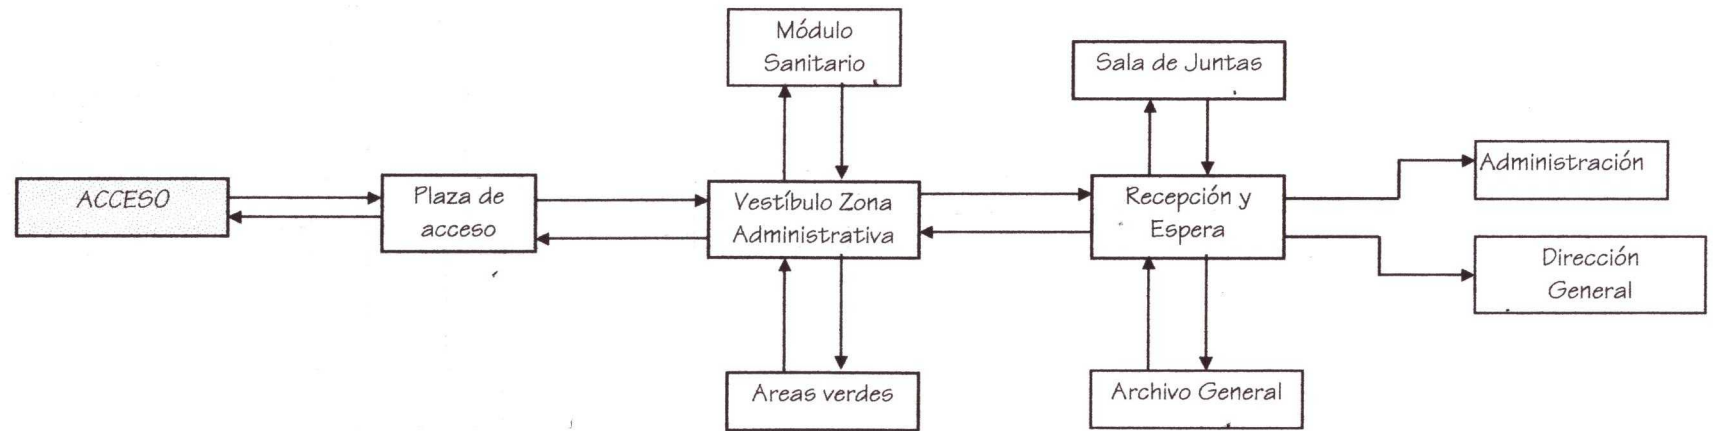 Módulo
Sanitario
Sala de Juntas
Administración
ACCESO
Plaza de
acceso
Vestíbulo Zona
Administrativa
Recepción y
Espera
Dirección
General
Areas verdes
Archivo General